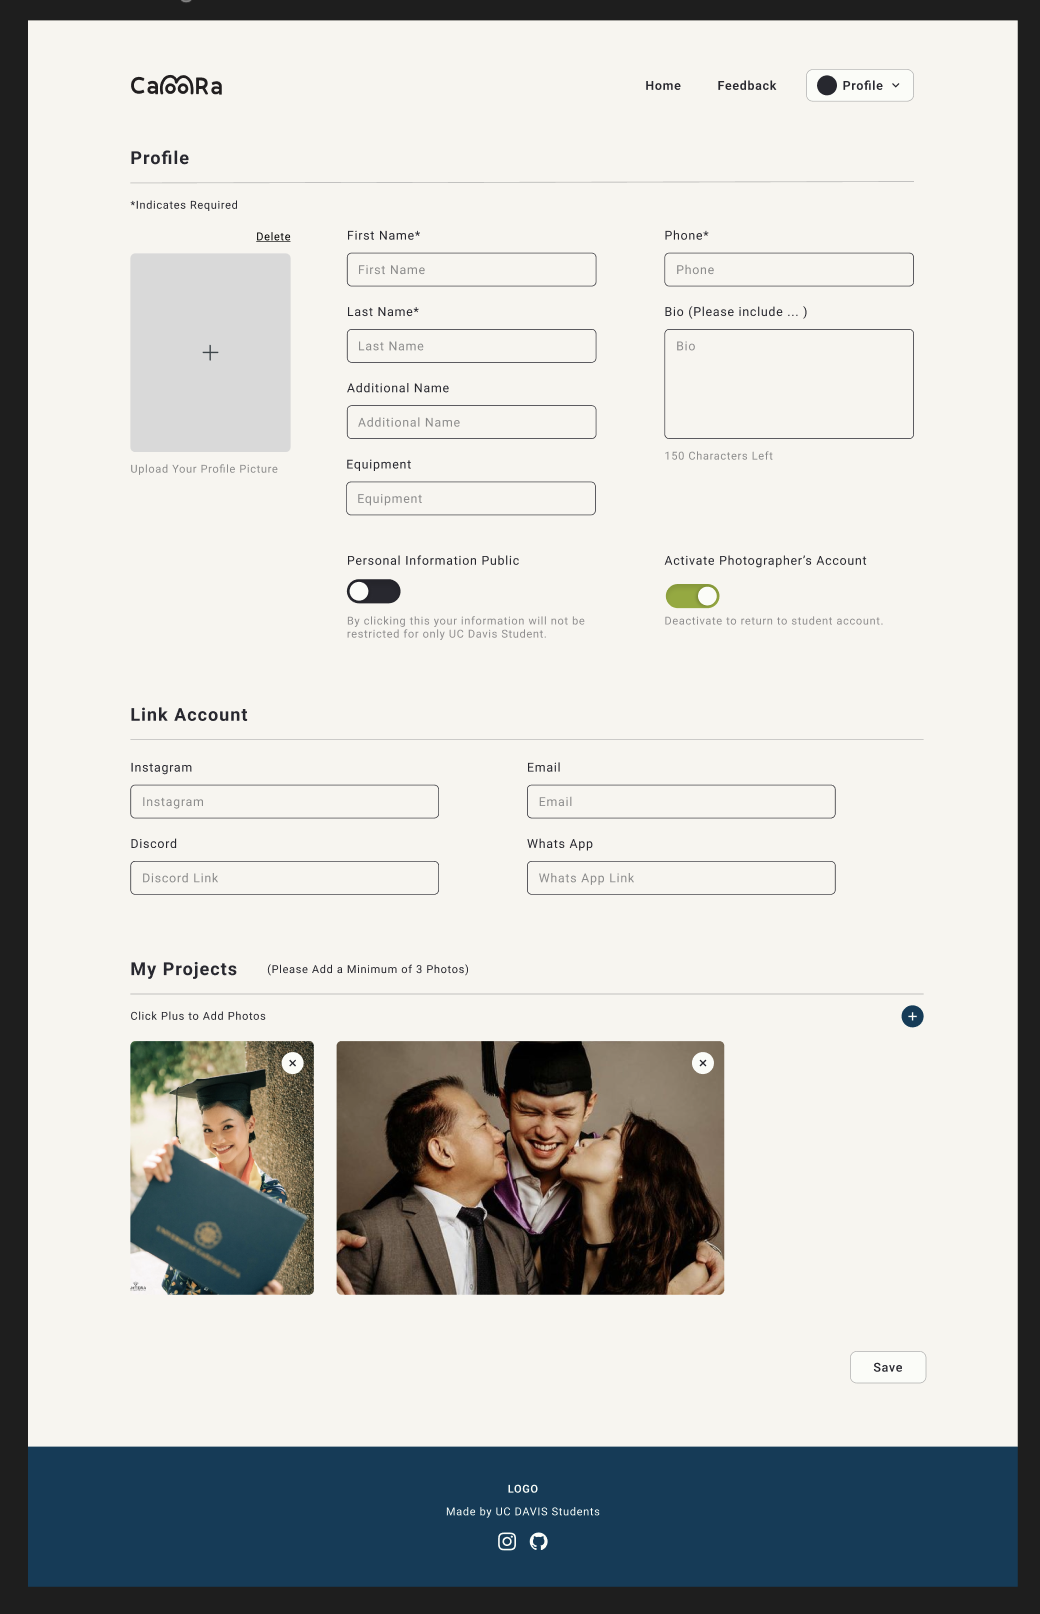 CamRa
Home
Feedback
Profile
Profile
*Indicates Required
Delete
Upload Your Profile Picture
First Name*
First Name
Last Name*
Last Name
Additional Name
Additional Name
Equipment
Equipment
Phone*
Phone
Bio (Please include ... )
Bio
150 Characters Left
Personal Information Public
By clicking this your information will not be
restricted for only UC Davis Student.
Activate Photographer's Account
Deactivate to return to student account.
Link Account
Instagram
Instagram
Email
Email
Discord
Discord Link
Whats App
Whats App Link
My Projects
(Please Add a Minimum of 3 Photos)
Click Plus to Add Photos
Save
LOGO
Made by UC DAVIS Students